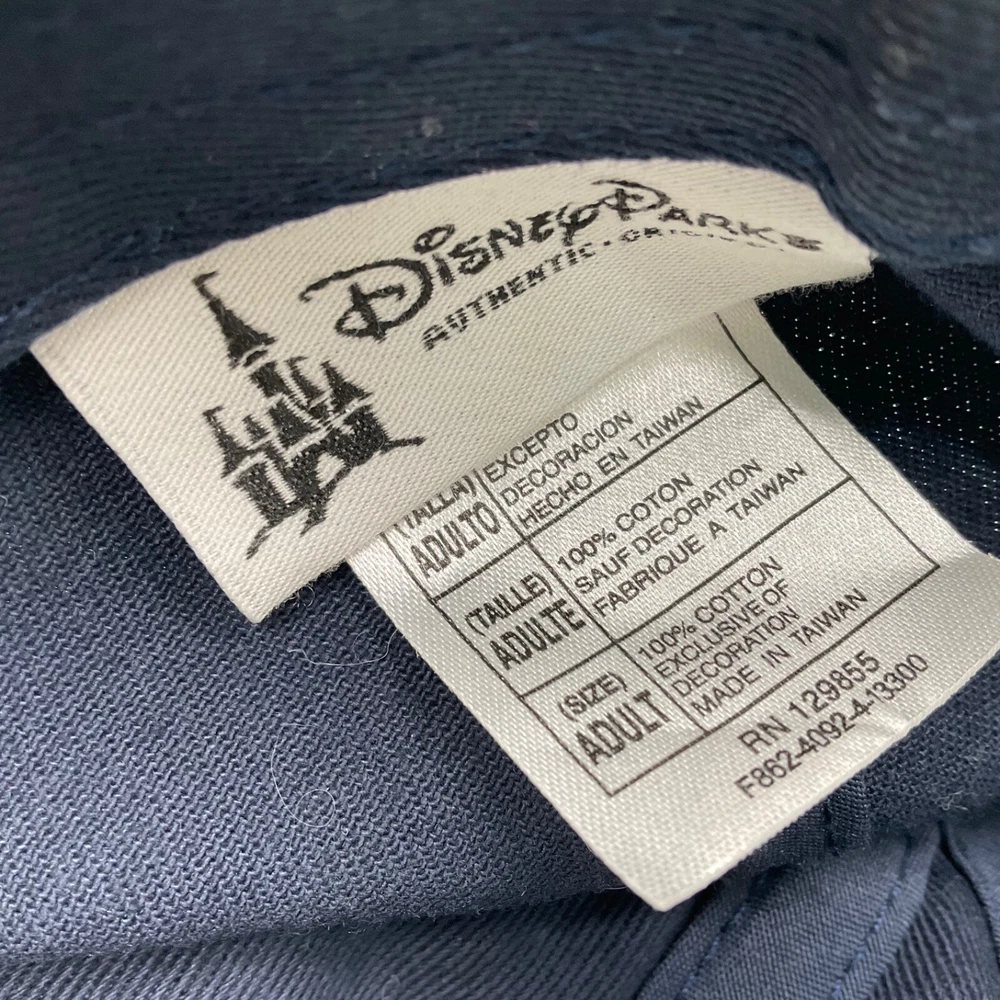 Disney Parks
AUTHENTIC
(TALLA)
ADULTO
EXCEPTO
DECORACION
HECHO EN TAIWAN
(TAILLE)
ADULTE
100% COTON
SAUF DECORATION
FABRIQUE A TAIWAN
(SIZE)
ADULT
100% COTTON
EXCLUSIVE OF
DECORATION
MADE IN TAIWAN
RN 129855
F862-4092-4-13300